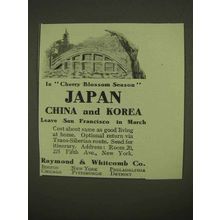 In "Cherry Blossom Season"
JAPAN
CHINA and KOREA
Leave San Francisco in March
Cost about same as good living
at home. Optional return via
Trans-Siberian route. Send for
Itinerary. Address: Room 21,
225 Fifth Ave., New York.
Raymond & Whitcomb Co.
BOSTON NEW YORK PHILADELPHIA
CHICAGO PITTSBURGH DETROIT